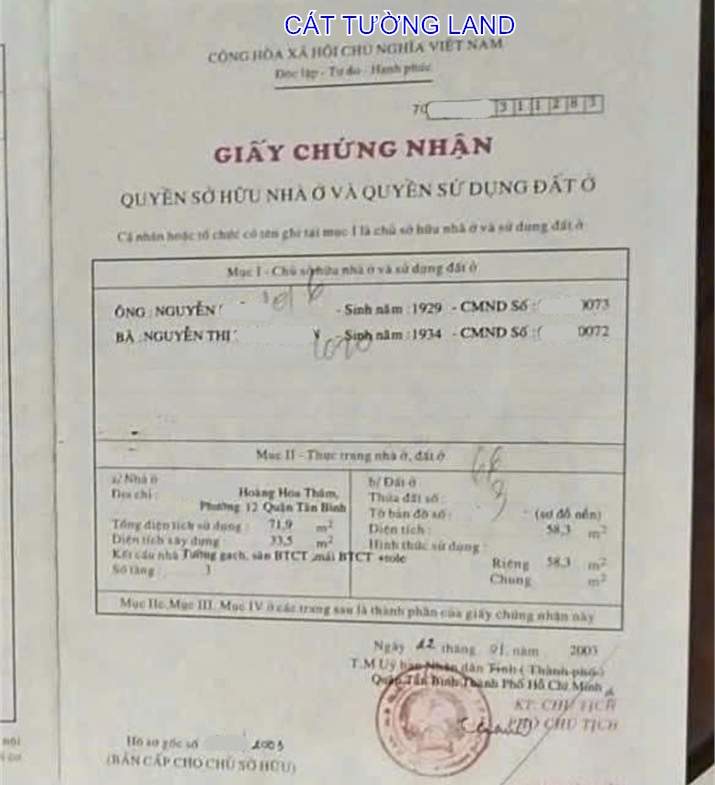 CÁT TƯỜNG LAND
CỘNG HÒA XÃ HỘI CHỦ NGHĨA VIỆT NAM
Độc lập - Tự do - Hạnh phúc
70 311283
GIẤY CHỨNG NHẬN
QUYỀN SỞ HỮU NHÀ Ở VÀ QUYỀN SỬ DỤNG ĐẤT Ở
Cá nhân hoặc tổ chức có tên ghi tại mục I là chủ sở hữu nhà ở và sử dụng đất ở
Mục I - Chủ sở hữu nhà ở và sử dụng đất ở
ÔNG : NGUYỄN - Sinh năm : 1929 - CMND Số : 0073
BÀ : NGUYỄN THỊ - Sinh năm : 1934 - CMND Số : 0072
Mục II - Thực trạng nhà ở, đất ở
a/ Nhà ở
Địa chỉ : Hoàng Hoa Thám,
Phường 12 Quận Tân Bình
Tổng diện tích sử dụng : 71,9 m²
Diện tích xây dựng : 33,5 m²
Kết cấu nhà Tường gạch, sàn BTCT ,mái BTCT +tole
Số tầng : 3
b/ Đất ở
Thửa đất số :
Tờ bản đồ số : (sơ đồ nền)
Diện tích : 58,3 m²
Hình thức sử dụng :
Riêng 58,3 m²
Chung m²
Mục IIc, Mục III, Mục IV ở các trang sau là thành phần của giấy chứng nhận này
Ngày 22 tháng 01 năm 2003
T.M Uỷ ban Nhân dân Tỉnh ( Thành phố )
Quận Tân Bình Thành Phố Hồ Chí Minh
KT. CHỦ TỊCH
PHÓ CHỦ TỊCH
Hồ sơ gốc số 2003
(BẢN CẤP CHO CHỦ SỞ HỮU)